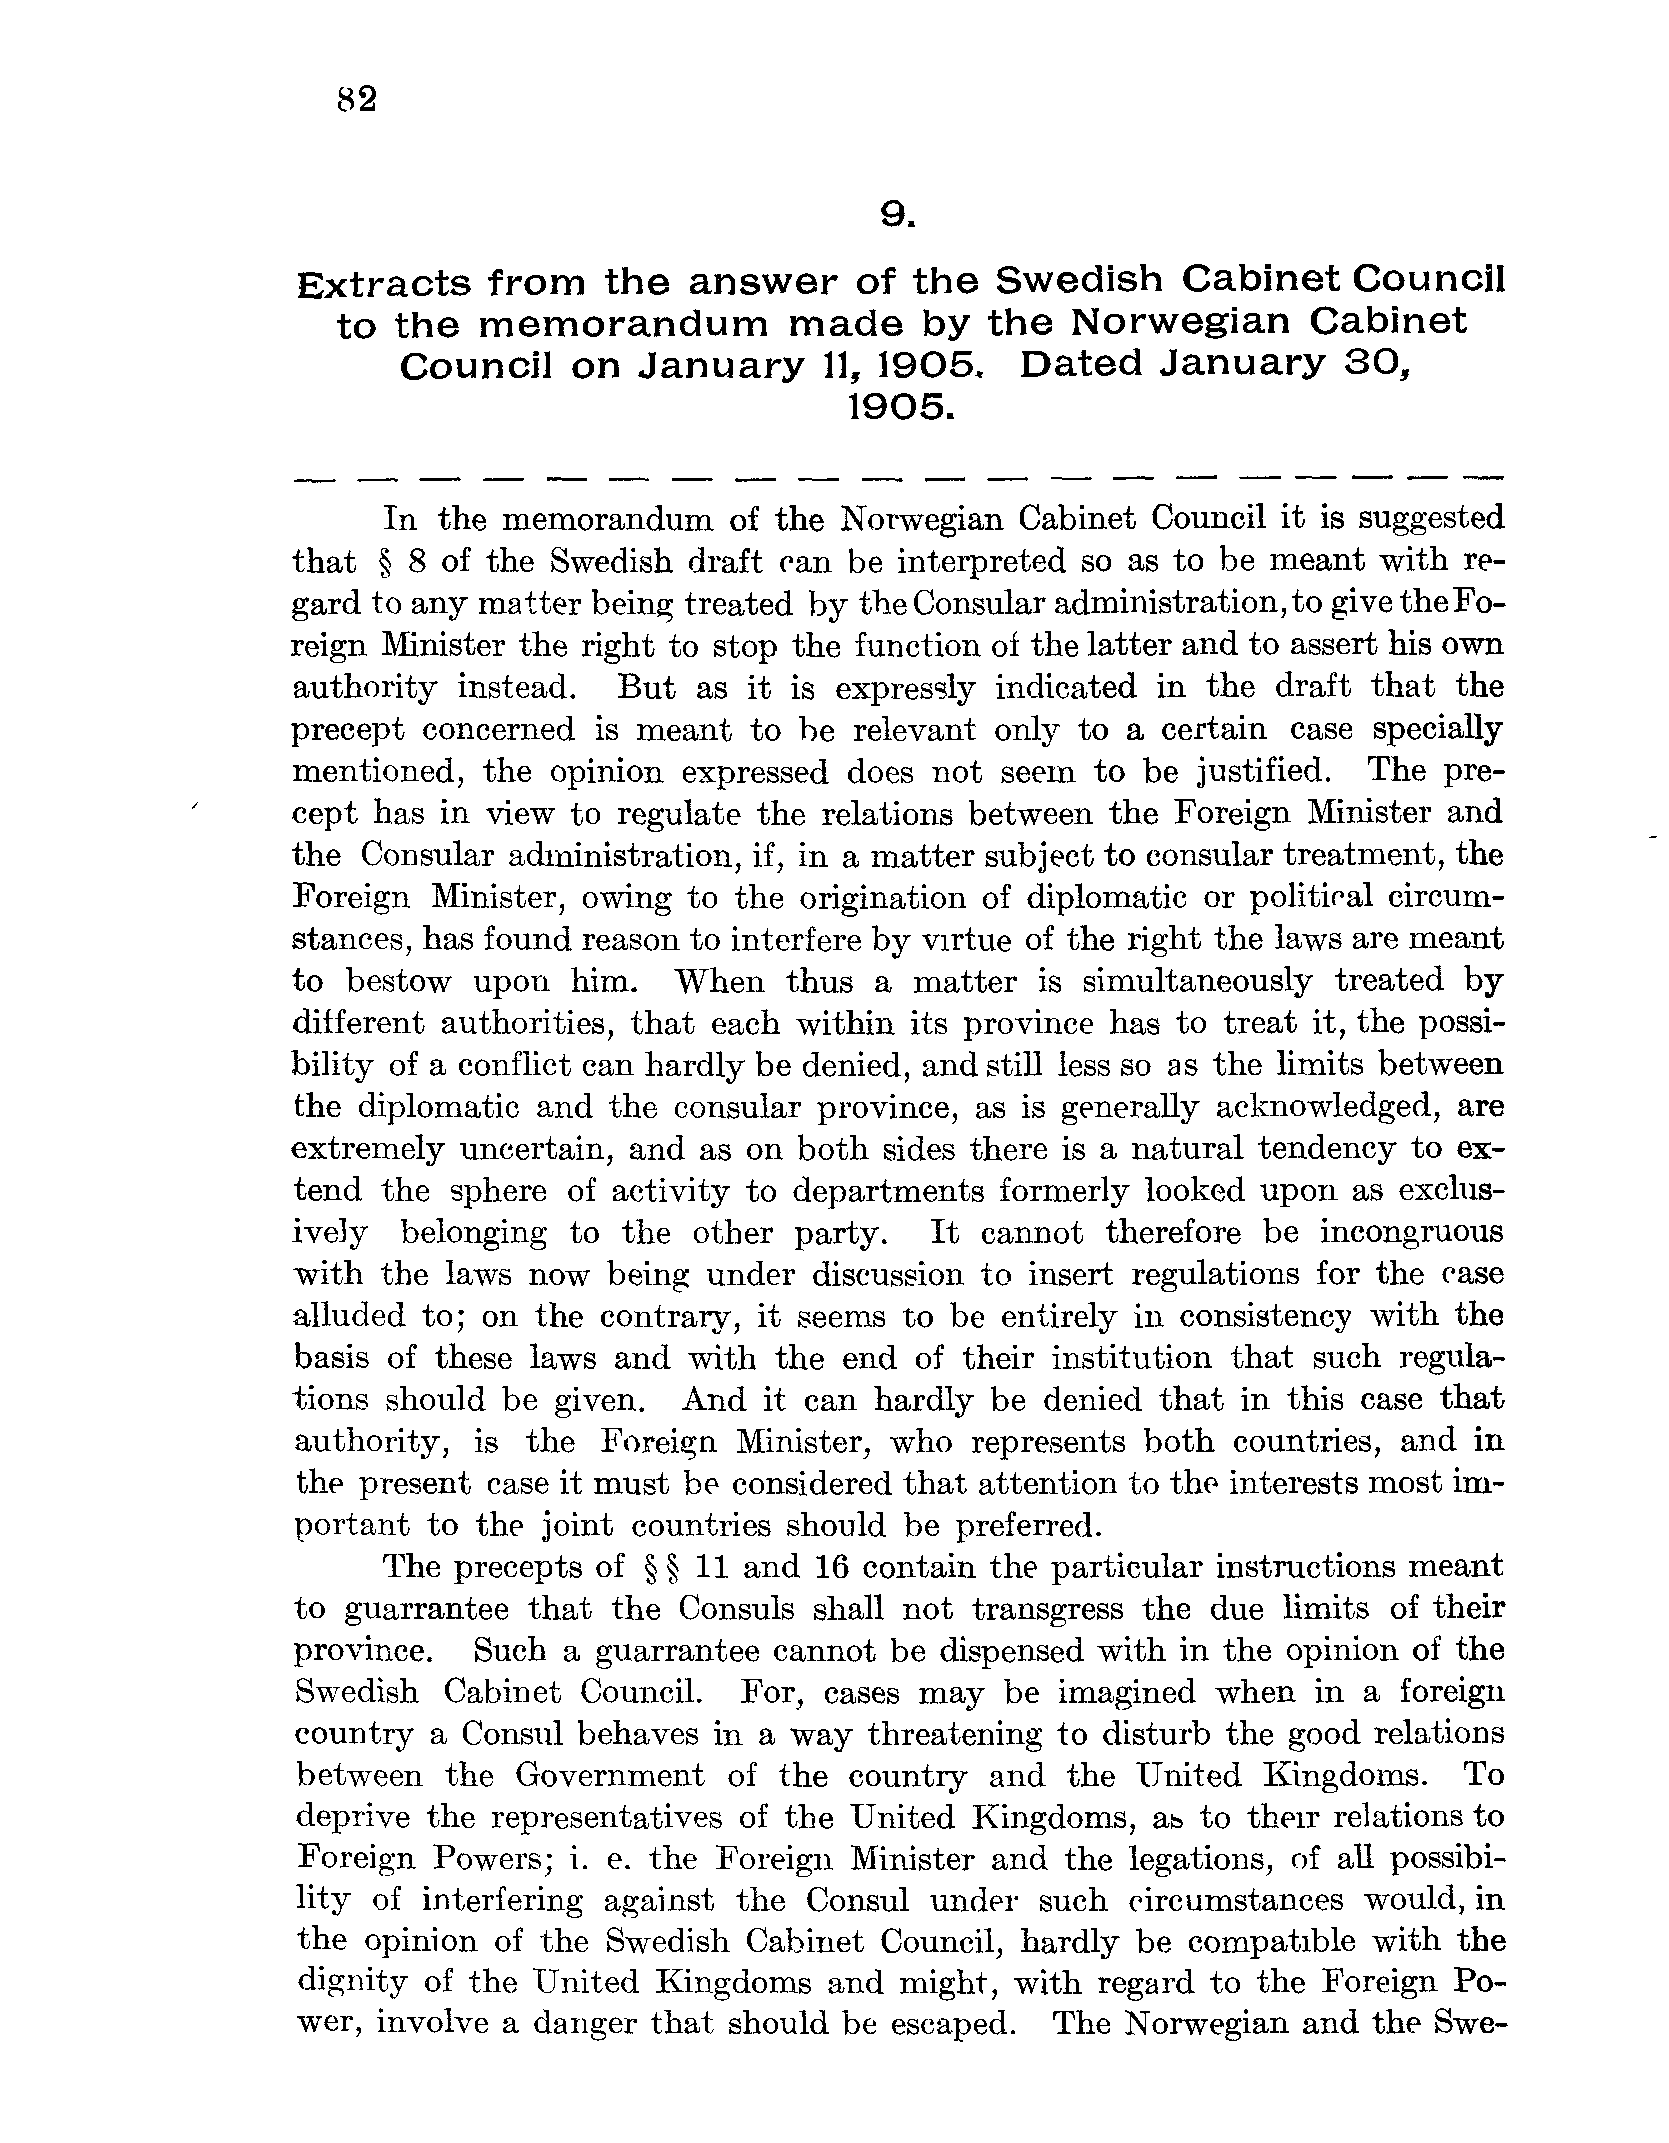 82
9.
Extracts from the answer of the Swedish Cabinet Council
to the memorandum made by the Norwegian Cabinet
Council on January 11, 1905. Dated January 30,
1905.
— — — — — — — — — — — — — — — — — — — —
In the memorandum of the Norwegian Cabinet Council it is suggested
that § 8 of the Swedish draft can be interpreted so as to be meant with re-
gard to any matter being treated by the Consular administration, to give the Fo-
reign Minister the right to stop the function of the latter and to assert his own
authority instead. But as it is expressly indicated in the draft that the
precept concerned is meant to be relevant only to a certain case specially
mentioned, the opinion expressed does not seem to be justified. The pre-
cept has in view to regulate the relations between the Foreign Minister and
the Consular administration, if, in a matter subject to consular treatment, the
Foreign Minister, owing to the origination of diplomatic or political circum-
stances, has found reason to interfere by virtue of the right the laws are meant
to bestow upon him. When thus a matter is simultaneously treated by
different authorities, that each within its province has to treat it, the possi-
bility of a conflict can hardly be denied, and still less so as the limits between
the diplomatic and the consular province, as is generally acknowledged, are
extremely uncertain, and as on both sides there is a natural tendency to ex-
tend the sphere of activity to departments formerly looked upon as exclus-
ively belonging to the other party. It cannot therefore be incongruous
with the laws now being under discussion to insert regulations for the case
alluded to; on the contrary, it seems to be entirely in consistency with the
basis of these laws and with the end of their institution that such regula-
tions should be given. And it can hardly be denied that in this case that
authority, is the Foreign Minister, who represents both countries, and in
the present case it must be considered that attention to the interests most im-
portant to the joint countries should be preferred.
The precepts of § § 11 and 16 contain the particular instructions meant
to guarrantee that the Consuls shall not transgress the due limits of their
province. Such a guarrantee cannot be dispensed with in the opinion of the
Swedish Cabinet Council. For, cases may be imagined when in a foreign
country a Consul behaves in a way threatening to disturb the good relations
between the Government of the country and the United Kingdoms. To
deprive the representatives of the United Kingdoms, as to their relations to
Foreign Powers; i. e. the Foreign Minister and the legations, of all possibi-
lity of interfering against the Consul under such circumstances would, in
the opinion of the Swedish Cabinet Council, hardly be compatible with the
dignity of the United Kingdoms and might, with regard to the Foreign Po-
wer, involve a danger that should be escaped. The Norwegian and the Swe-